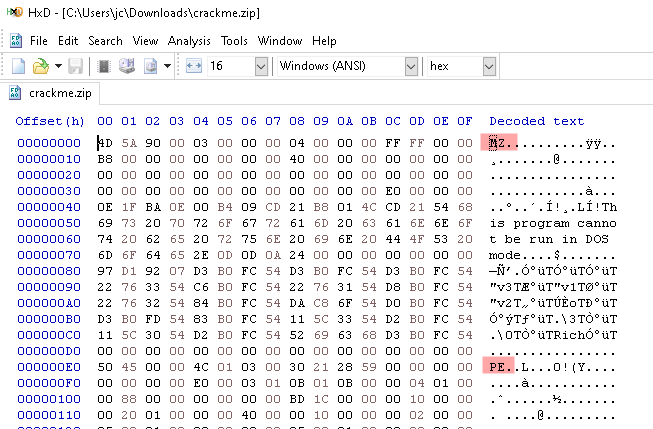 HxD - [C:\Users\jc\Downloads\crackme.zip]
File Edit Search View Analysis Tools Window Help
16 Windows (ANSI) hex
crackme.zip
Offset(h) 00 01 02 03 04 05 06 07 08 09 0A 0B 0C 0D 0E 0F Decoded text
00000000 4D 5A 90 00 03 00 00 00 04 00 00 00 FF FF 00 00 MZ..........ÿÿ..
00000010 B8 00 00 00 00 00 00 00 40 00 00 00 00 00 00 00 ¸.......@.......
00000020 00 00 00 00 00 00 00 00 00 00 00 00 00 00 00 00 ................
00000030 00 00 00 00 00 00 00 00 00 00 00 00 E0 00 00 00 ............à...
00000040 0E 1F BA 0E 00 B4 09 CD 21 B8 01 4C CD 21 54 68 ..º..´.Í!¸.LÍ!Th
00000050 69 73 20 70 72 6F 67 72 61 6D 20 63 61 6E 6E 6F is program canno
00000060 74 20 62 65 20 72 75 6E 20 69 6E 20 44 4F 53 20 t be run in DOS
00000070 6D 6F 64 65 2E 0D 0D 0A 24 00 00 00 00 00 00 00 mode....$.......
00000080 97 D1 92 07 D3 B0 FC 54 D3 B0 FC 54 D3 B0 FC 54 —Ñ’.Ó°üTÓ°üTÓ°üT
00000090 22 76 33 54 C6 B0 FC 54 22 76 31 54 D8 B0 FC 54 "v3TÆ°üT"v1TØ°üT
000000A0 22 76 32 54 84 B0 FC 54 DA C8 6F 54 D0 B0 FC 54 "v2T„°üTÚÈoTÐ°üT
000000B0 D3 B0 FD 54 83 B0 FC 54 11 5C 33 54 D2 B0 FC 54 Ó°ýTƒ°üT.\3TÒ°üT
000000C0 11 5C 30 54 D2 B0 FC 54 52 69 63 68 D3 B0 FC 54 .\0TÒ°üTRichÓ°üT
000000D0 00 00 00 00 00 00 00 00 00 00 00 00 00 00 00 00 ................
000000E0 50 45 00 00 4C 01 03 00 30 21 28 59 00 00 00 00 PE..L...0!(Y....
000000F0 00 00 00 00 E0 00 03 01 0B 01 0B 00 00 04 01 00 ....à...........
00000100 00 88 00 00 00 00 00 00 BD 1C 00 00 00 10 00 00 .ˆ......½.......
00000110 00 20 01 00 00 00 40 00 00 10 00 00 00 02 00 00 . ....@.........